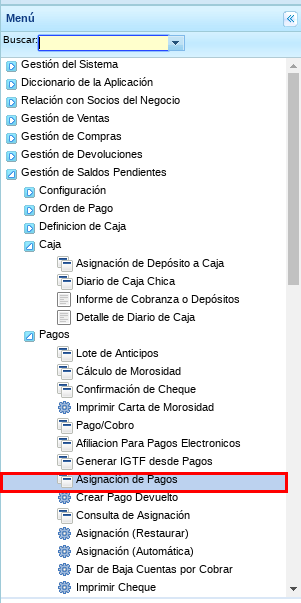 Menú
Buscar:
Gestión del Sistema
Diccionario de la Aplicación
Relación con Socios del Negocio
Gestión de Ventas
Gestión de Compras
Gestión de Devoluciones
Gestión de Saldos Pendientes
Configuración
Orden de Pago
Definicion de Caja
Caja
Asignación de Depósito a Caja
Diario de Caja Chica
Informe de Cobranza o Depósitos
Detalle de Diario de Caja
Pagos
Lote de Anticipos
Cálculo de Morosidad
Confirmación de Cheque
Imprimir Carta de Morosidad
Pago/Cobro
Afiliacion Para Pagos Electronicos
Generar IGTF desde Pagos
Asignación de Pagos
Crear Pago Devuelto
Consulta de Asignación
Asignación (Restaurar)
Asignación (Automática)
Dar de Baja Cuentas por Cobrar
Imprimir Cheque